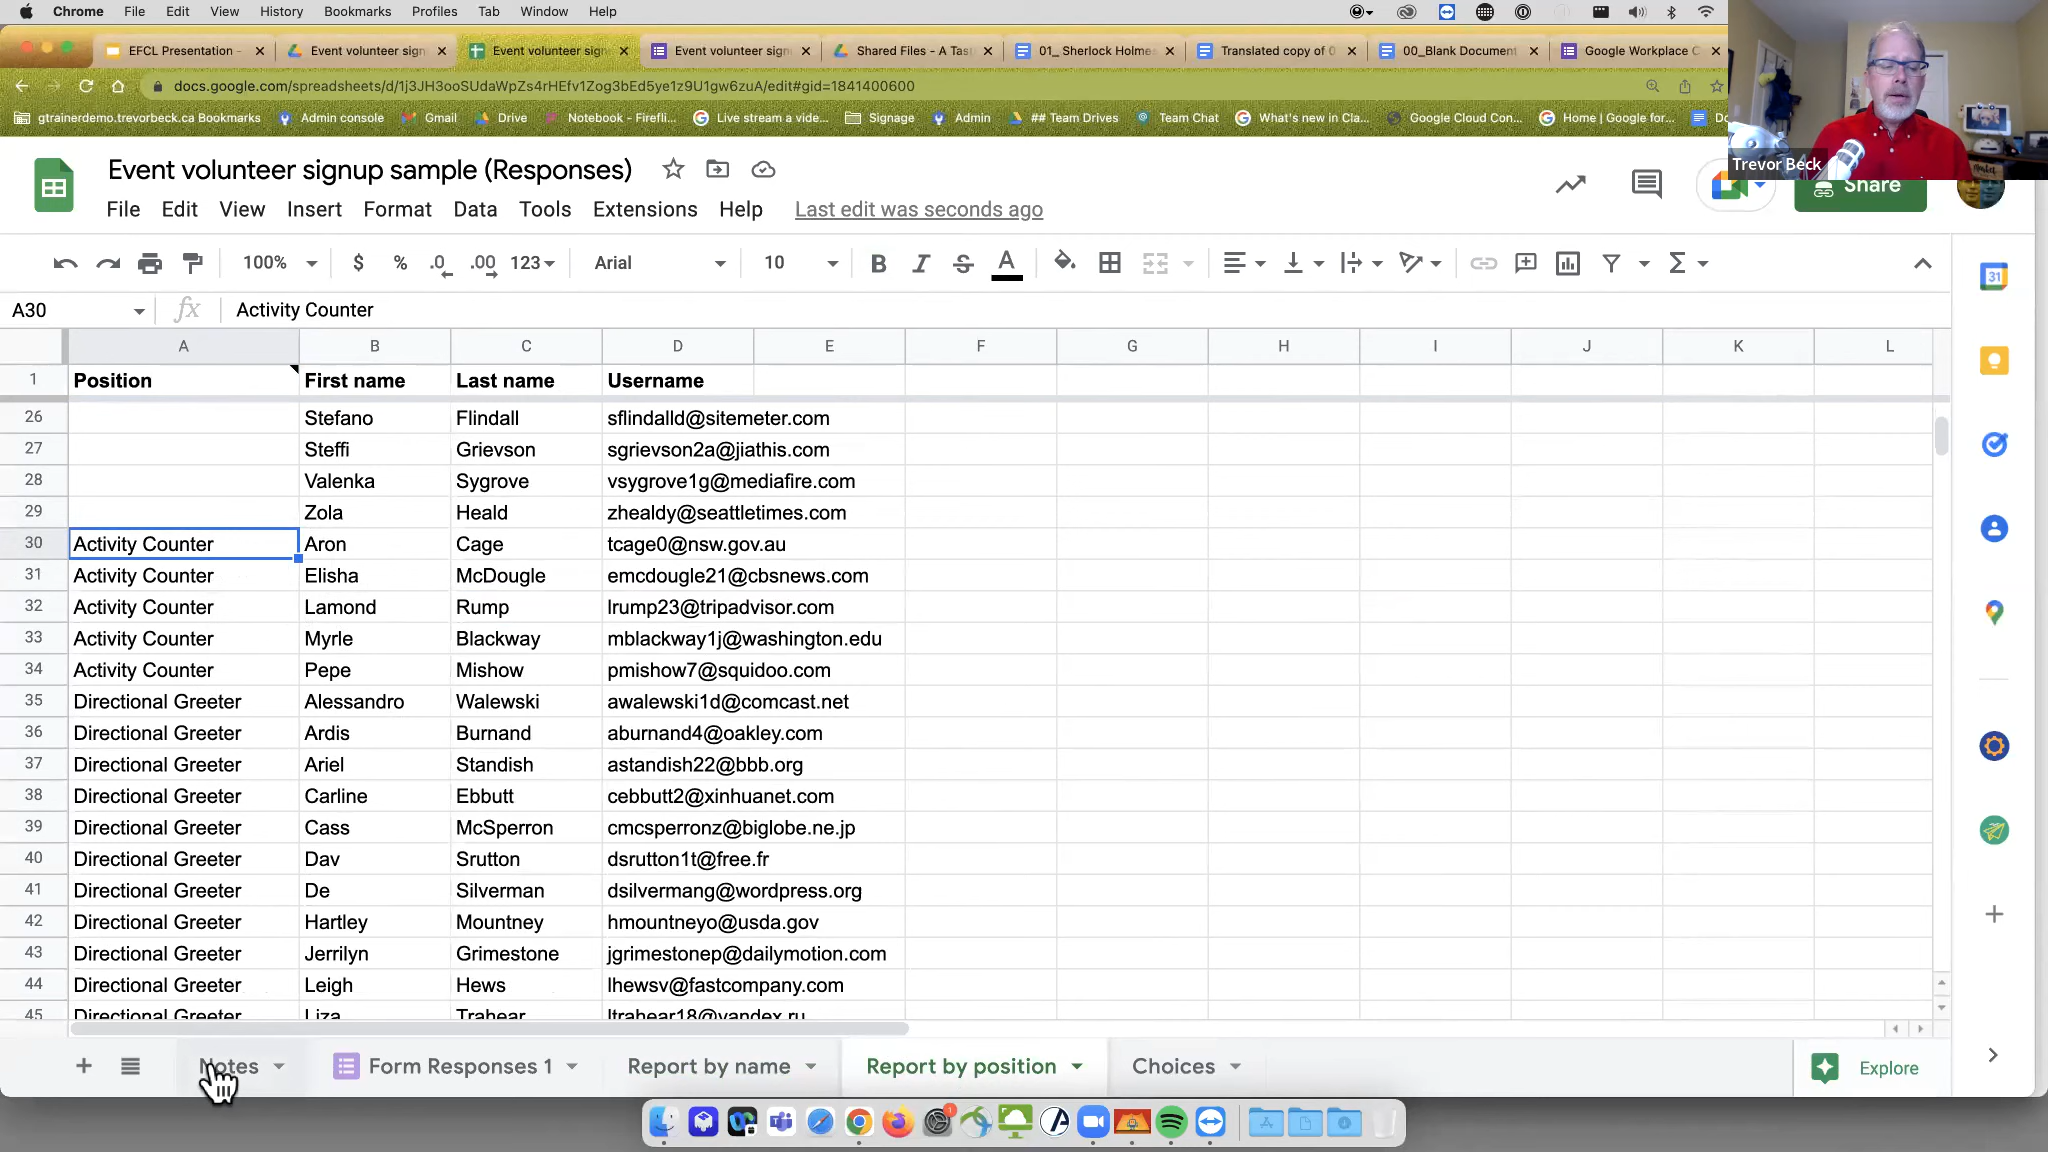 Chrome File Edit View History Bookmarks Profiles Tab Window Help
EFCL Presentation - Event volunteer sign Event volunteer sign Event volunteer sign Shared Files - A Tas 01_ Sherlock Holmes Translated copy of 0 00_Blank Document Google Workplace C
docs.google.com/spreadsheets/d/1j3JH3ooSUdaWpZs4rHEfv1Zog3bEd5ye1z9U1gw6zuA/edit#gid=1841400600
gtrainerdemo.trevorbeck.ca Bookmarks Admin console Gmail Drive Notebook - Firefli... Live stream a vide... Signage Admin ## Team Drives Team Chat What's new in Cla... Google Cloud Con... Home | Google for...
Trevor Beck
Event volunteer signup sample (Responses)
Share
File Edit View Insert Format Data Tools Extensions Help Last edit was seconds ago
100% $ % .0 .00 123 Arial 10 B I S A
A30 fx Activity Counter
A B C D E F G H I J K L
1 Position First name Last name Username
26 Stefano Flindall sflindalld@sitemeter.com
27 Steffi Grievson sgrievson2a@jiathis.com
28 Valenka Sygrove vsygrove1g@mediafire.com
29 Zola Heald zhealdy@seattletimes.com
30 Activity Counter Aron Cage tcage0@nsw.gov.au
31 Activity Counter Elisha McDougle emcdougle21@cbsnews.com
32 Activity Counter Lamond Rump lrump23@tripadvisor.com
33 Activity Counter Myrle Blackway mblackway1j@washington.edu
34 Activity Counter Pepe Mishow pmishow7@squidoo.com
35 Directional Greeter Alessandro Walewski awalewski1d@comcast.net
36 Directional Greeter Ardis Burnand aburnand4@oakley.com
37 Directional Greeter Ariel Standish astandish22@bbb.org
38 Directional Greeter Carline Ebbutt cebbutt2@xinhuanet.com
39 Directional Greeter Cass McSperron cmcsperronz@biglobe.ne.jp
40 Directional Greeter Dav Srutton dsrutton1t@free.fr
41 Directional Greeter De Silverman dsilvermang@wordpress.org
42 Directional Greeter Hartley Mountney hmountneyo@usda.gov
43 Directional Greeter Jerrilyn Grimestone jgrimestonep@dailymotion.com
44 Directional Greeter Leigh Hews lhewsv@fastcompany.com
45 Directional Greeter Liza Trahear ltrahear18@yandex.ru
Notes Form Responses 1 Report by name Report by position Choices Explore